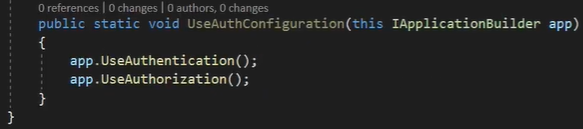 0 references | 0 changes | 0 authors, 0 changes
public static void UseAuthConfiguration(this IApplicationBuilder app)
{
app.UseAuthentication();
app.UseAuthorization();
}
}